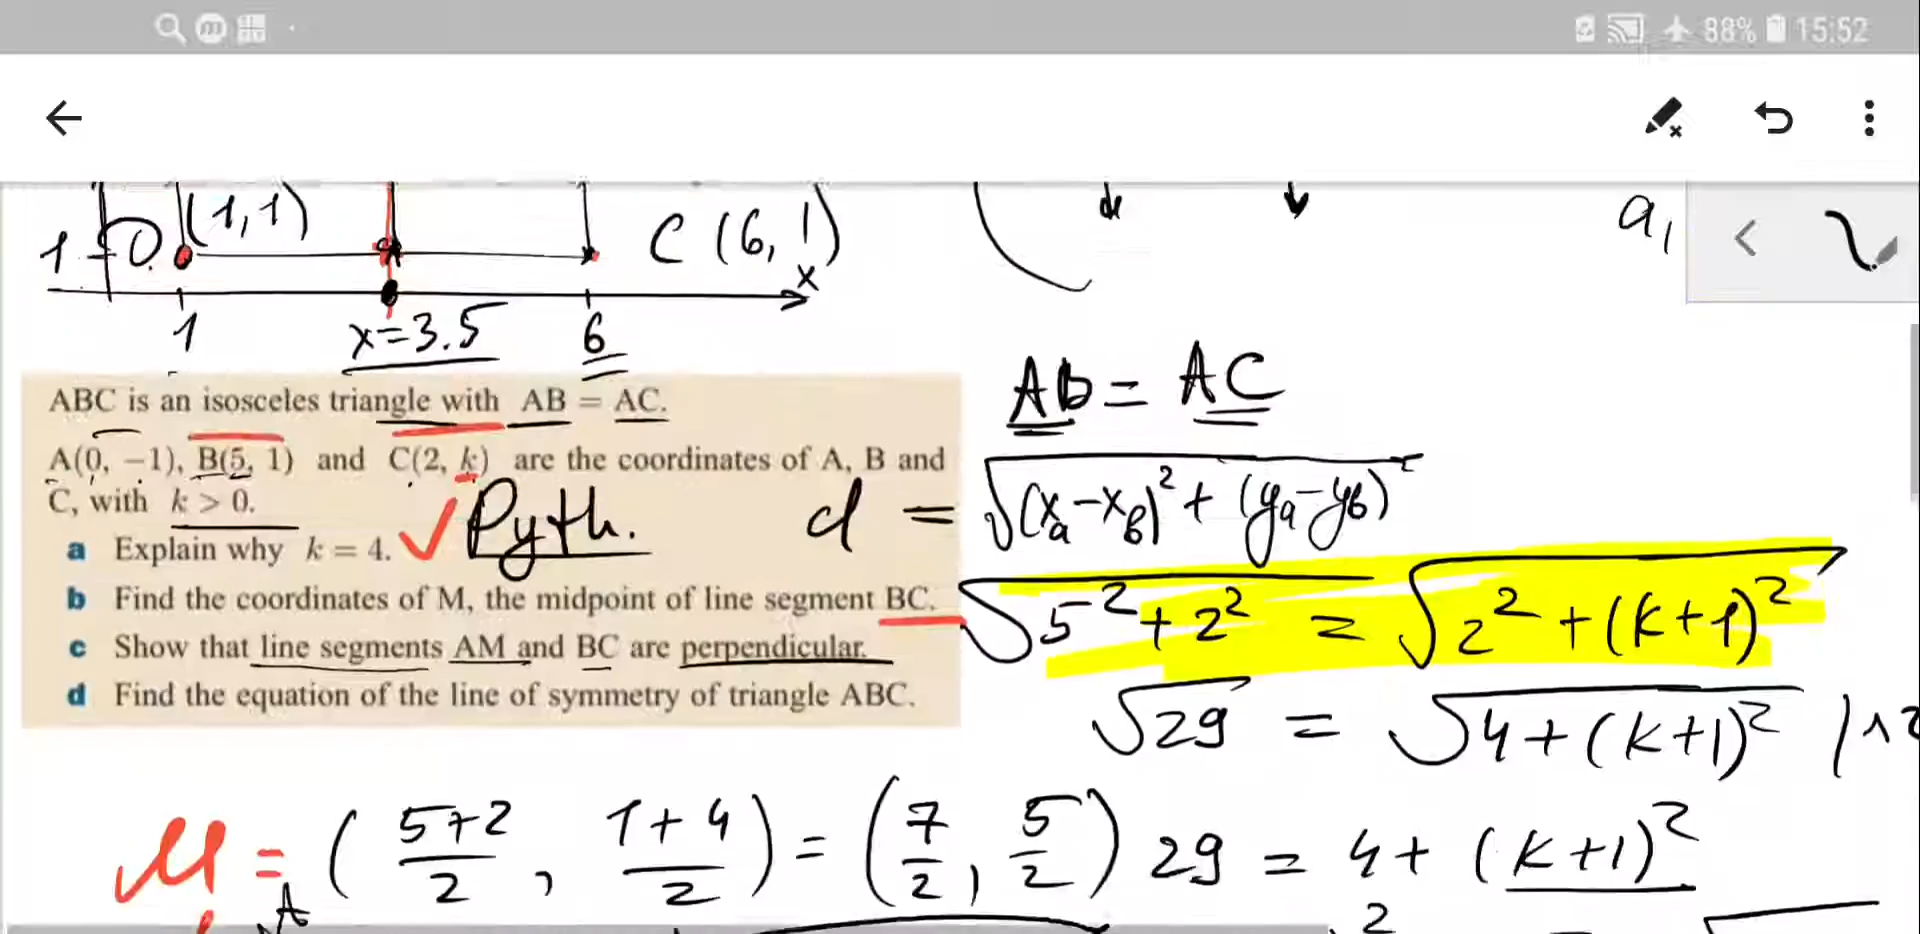 88% 15:52
1 0 (1,1) C (6, 1) x
1 x=3.5 6
a₁
ABC is an isosceles triangle with AB = AC.
A(0, −1), B(5, 1) and C(2, k) are the coordinates of A, B and
C, with k > 0.
a Explain why k = 4. ✓ Pyth.
b Find the coordinates of M, the midpoint of line segment BC.
c Show that line segments AM and BC are perpendicular.
d Find the equation of the line of symmetry of triangle ABC.
AB = AC
d = √(xₐ−x_b)² + (yₐ−y_b)
√5²+2² = √2²+(k+1)²
√29 = √4+(k+1)²
M = (5+2/2, 1+4/2) = (7/2, 5/2)
29 = 4+(k+1)²
A
2